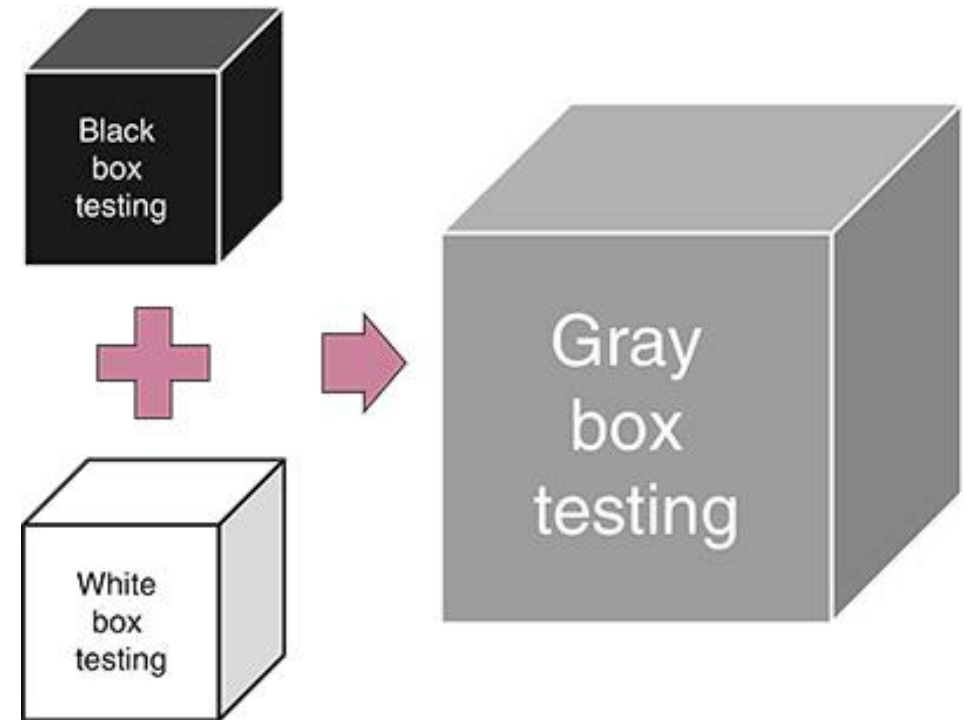 Black
box
testing
White
box
testing
Gray
box
testing